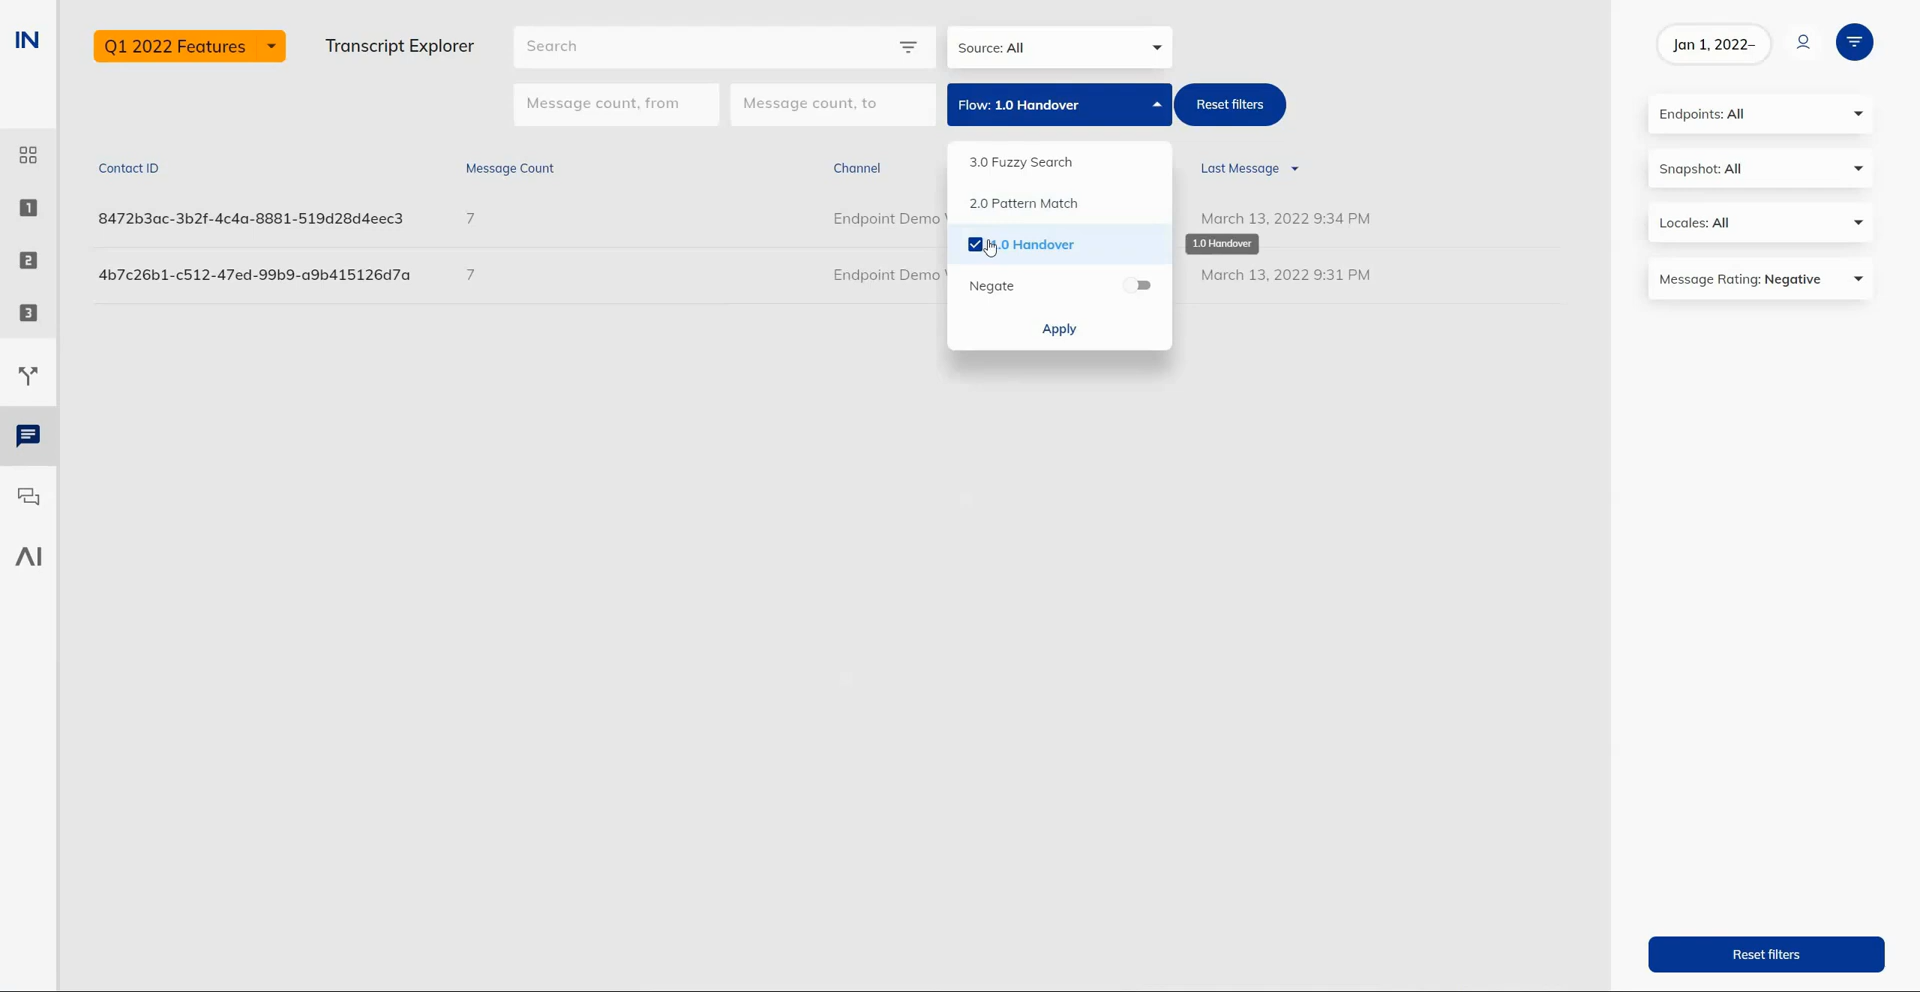 IN
Q1 2022 Features
Transcript Explorer
Search
Source: All
Jan 1, 2022–
Message count, from
Message count, to
Flow: 1.0 Handover
Reset filters
Endpoints: All
Contact ID
Message Count
Channel
Last Message
3.0 Fuzzy Search
Snapshot: All
8472b3ac-3b2f-4c4a-8881-519d28d4eec3
7
Endpoint Demo
March 13, 2022 9:34 PM
2.0 Pattern Match
Locales: All
1.0 Handover
1.0 Handover
4b7c26b1-c512-47ed-99b9-a9b415126d7a
7
Endpoint Demo
March 13, 2022 9:31 PM
Negate
Message Rating: Negative
Apply
1
2
3
AI
Reset filters